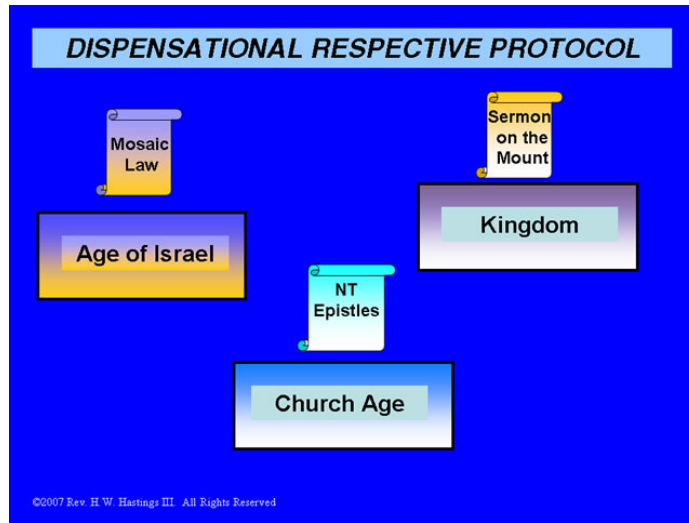 DISPENSATIONAL RESPECTIVE PROTOCOL
Mosaic
Law
Age of Israel
NT
Epistles
Church Age
Sermon
on the
Mount
Kingdom
©2007 Rev. H.W. Hastings III. All Rights Reserved